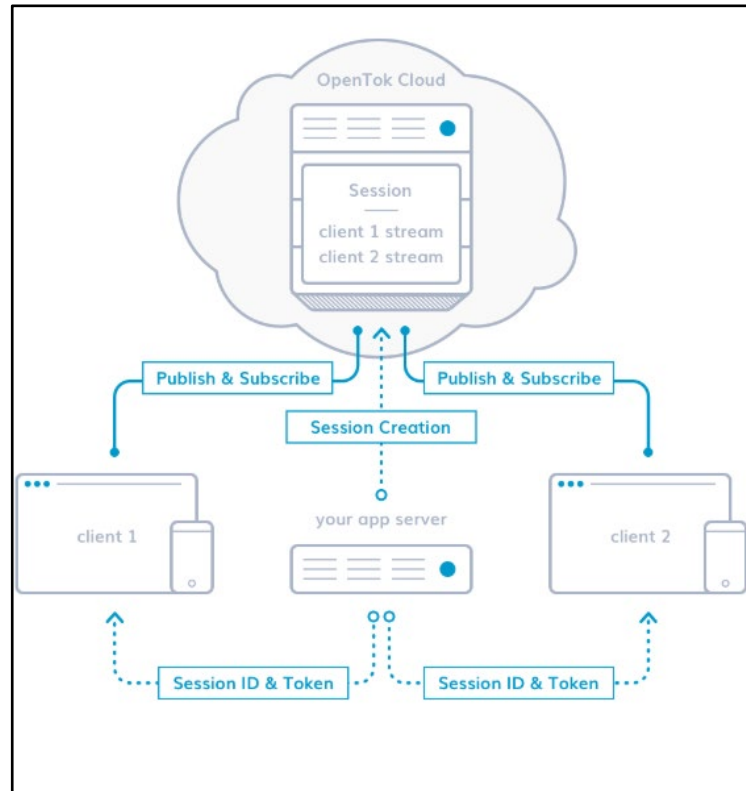 OpenTok Cloud
Session
client 1 stream
client 2 stream
Publish & Subscribe
Publish & Subscribe
Session Creation
client 1
your app server
client 2
Session ID & Token
Session ID & Token